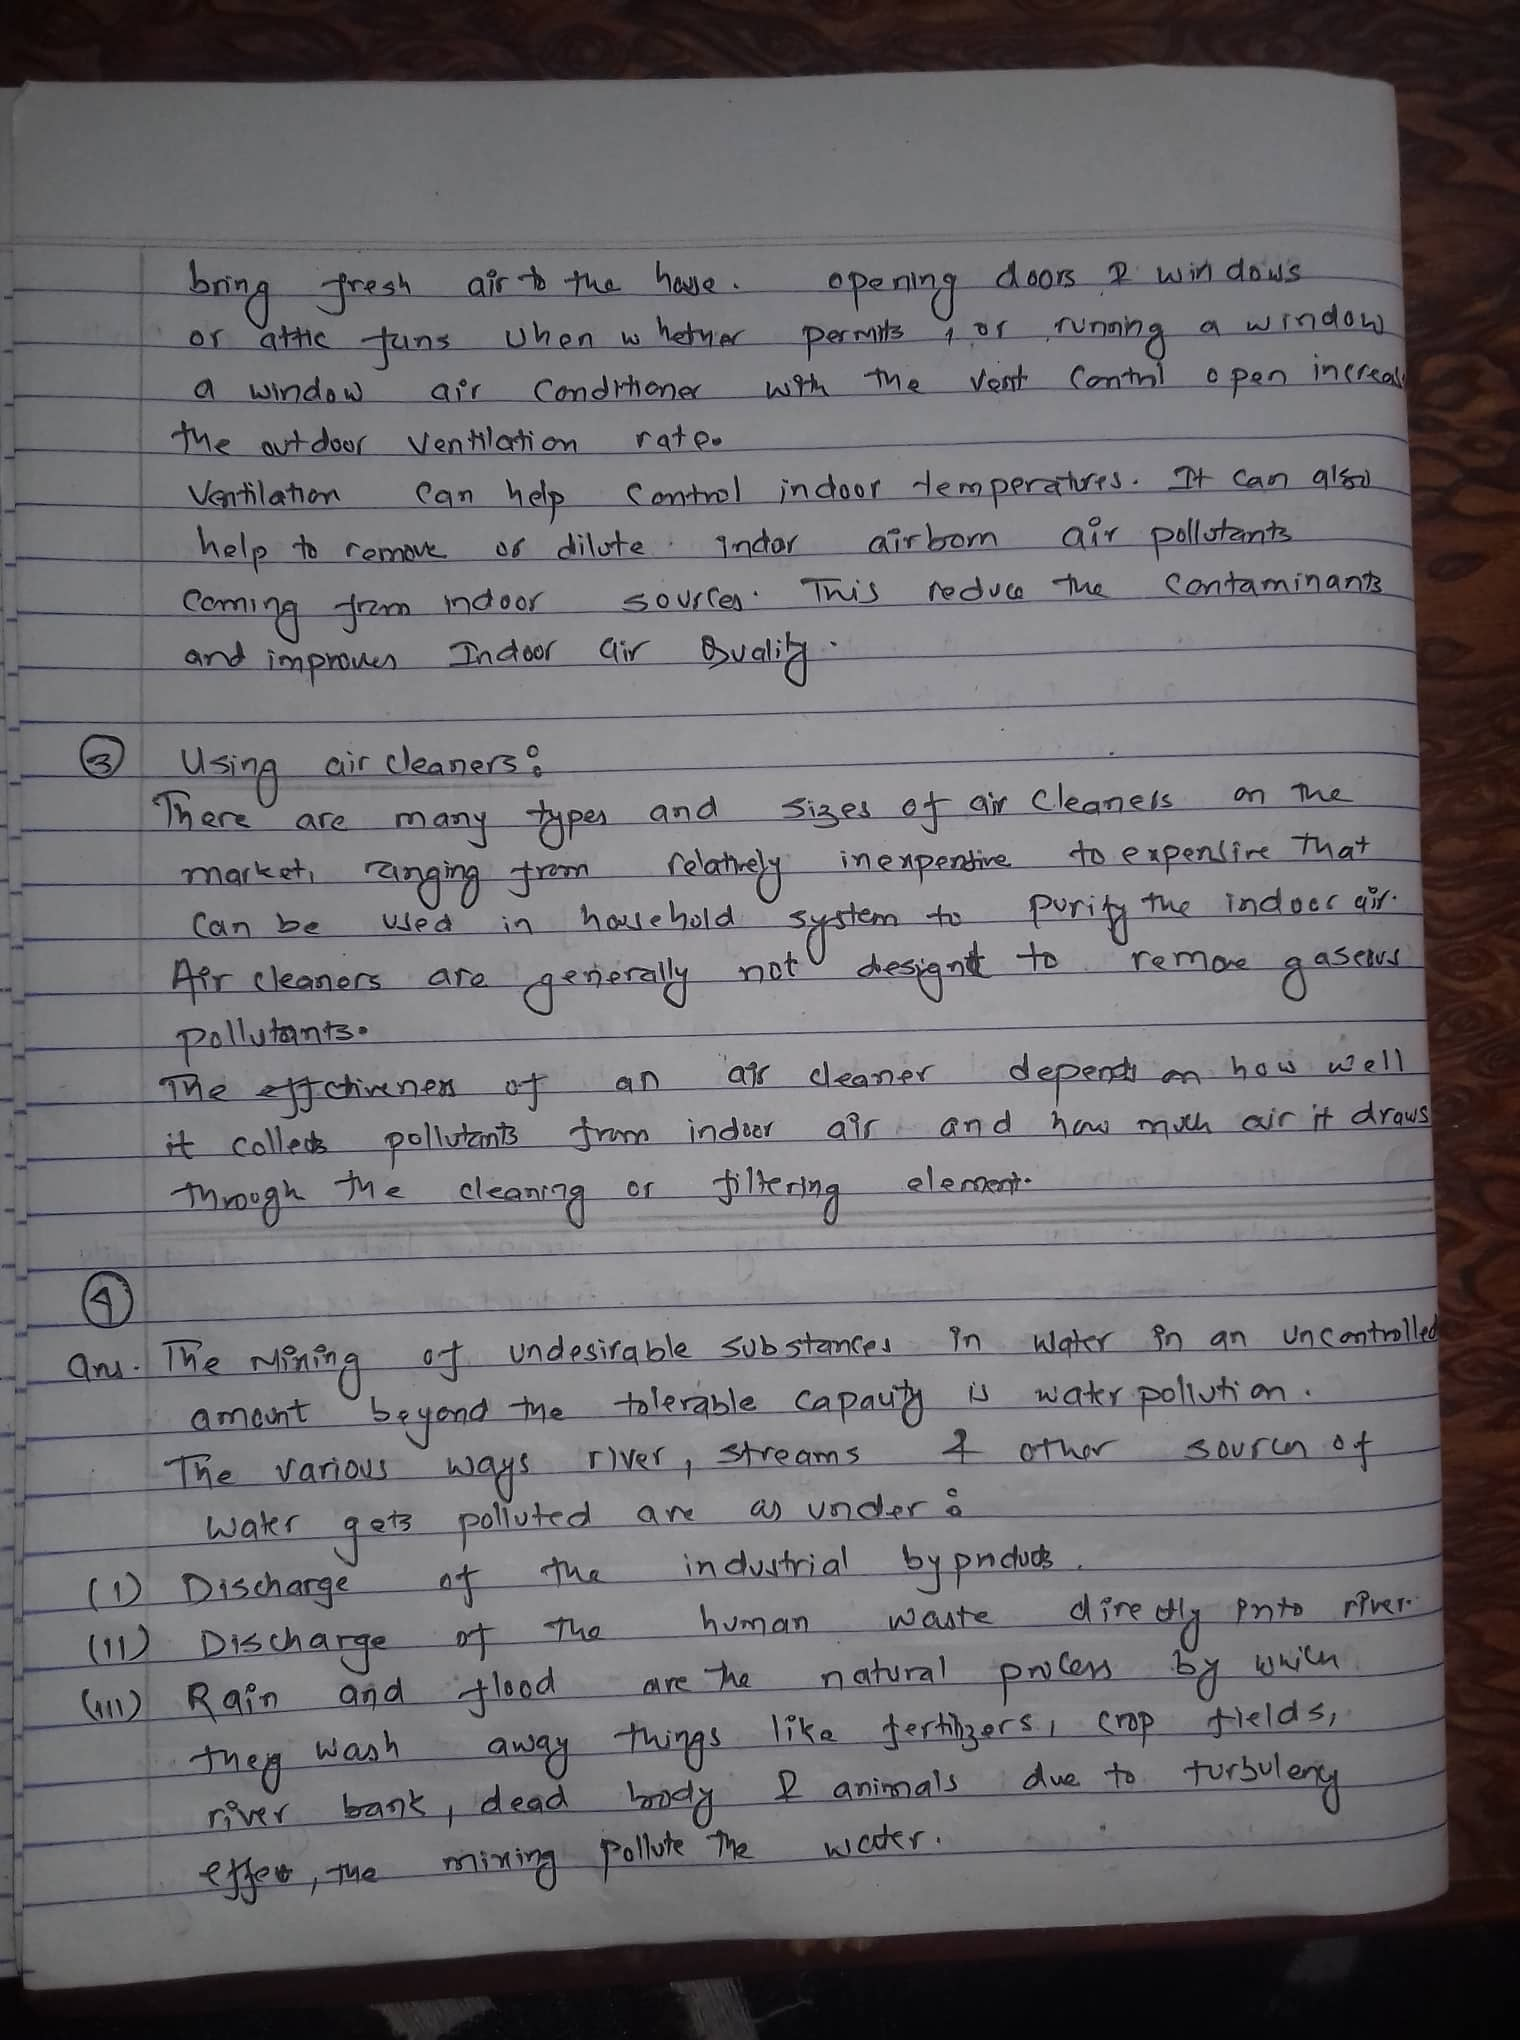 bring fresh air to the house. opening doors & windows
or attic fans when whether permits, or running a window
a window air conditioner with the vent control open increas
the outdoor ventilation rate.
Ventilation can help control indoor temperatures. It can also
help to remove or dilute indor airborn air pollutants
coming from indoor sources. This reduce the contaminants
and improves Indoor air Quality.
③ Using air cleaners:
There are many types and sizes of air cleaners on the
market, ranging from relatively inexpensive to expensive that
can be used in household system to purify the indoor air.
Air cleaners are generally not designt to remove gaseous
pollutants.
The effctiveness of an air cleaner depends on how well
it collects pollutants from indoor air and how much air it draws
through the cleaning or filtering element.
④
Ans. The Mixing of undesirable substances in water in an uncontrolled
amount beyond the tolerable capacity is water pollution.
The various ways river, streams & other sources of
water gets polluted are as under:
(I) Discharge of the industrial byproducts.
(II) Discharge of the human waste directly into river.
(III) Rain and flood are the natural process by which
they wash away things like fertilizers, crop fields,
river bank, dead body & animals due to turbulency
effect, the mixing pollute the water.